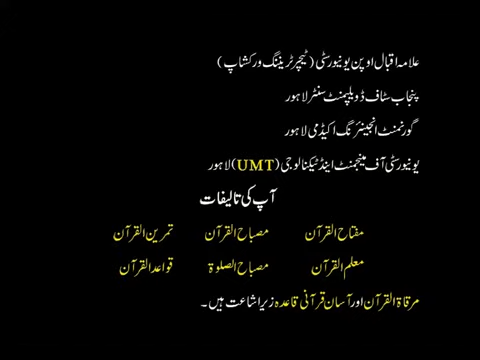 علامہ اقبال اوپن یونیورسٹی (ٹیچر ٹریننگ ورکشاپ)
پنجاب سٹاف ڈویلپمنٹ سنٹر لاہور
گورنمنٹ انجینئرنگ اکیڈمی لاہور
یونیورسٹی آف مینجمنٹ اینڈ ٹیکنالوجی (UMT) لاہور
آپ کی تالیفات
مفتاح القرآن مصباح القرآن تمرین القرآن
معلم القرآن مصباح الصلوۃ قواعد القرآن
مرقاۃ القرآن اور آسان قرآنی قاعدہ زیر اشاعت ہیں۔